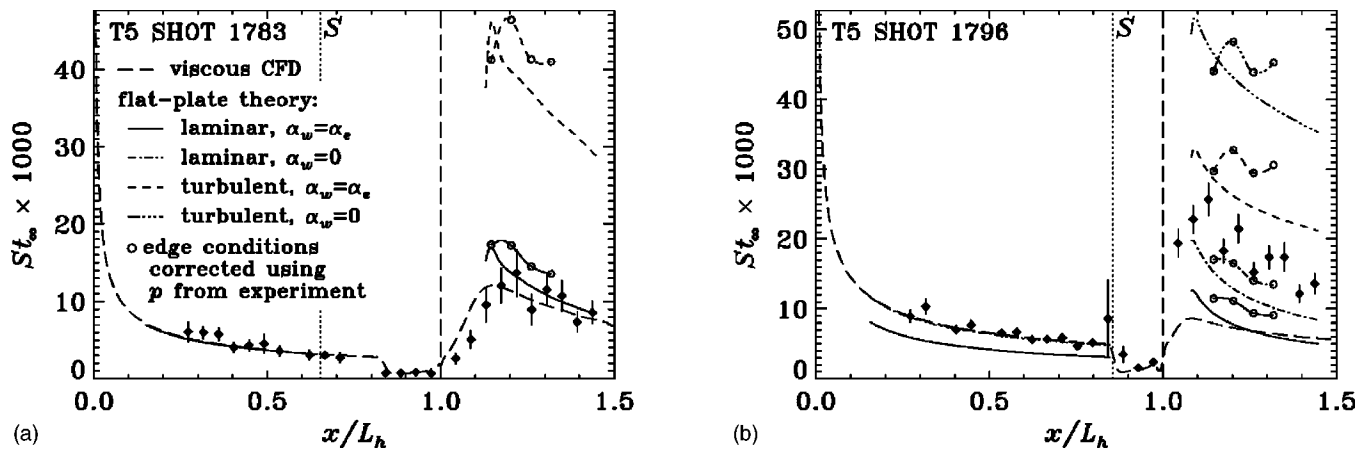 T5 SHOT 1783
S
viscous CFD
flat-plate theory:
laminar, α_w=α_e
laminar, α_w=0
turbulent, α_w=α_e
turbulent, α_w=0
edge conditions
corrected using
p from experiment
St_∞ × 1000
40
30
20
10
0
0.0 0.5 1.0 1.5
x/L_h
(a)
T5 SHOT 1796
S
St_∞ × 1000
50
40
30
20
10
0
0.0 0.5 1.0 1.5
x/L_h
(b)